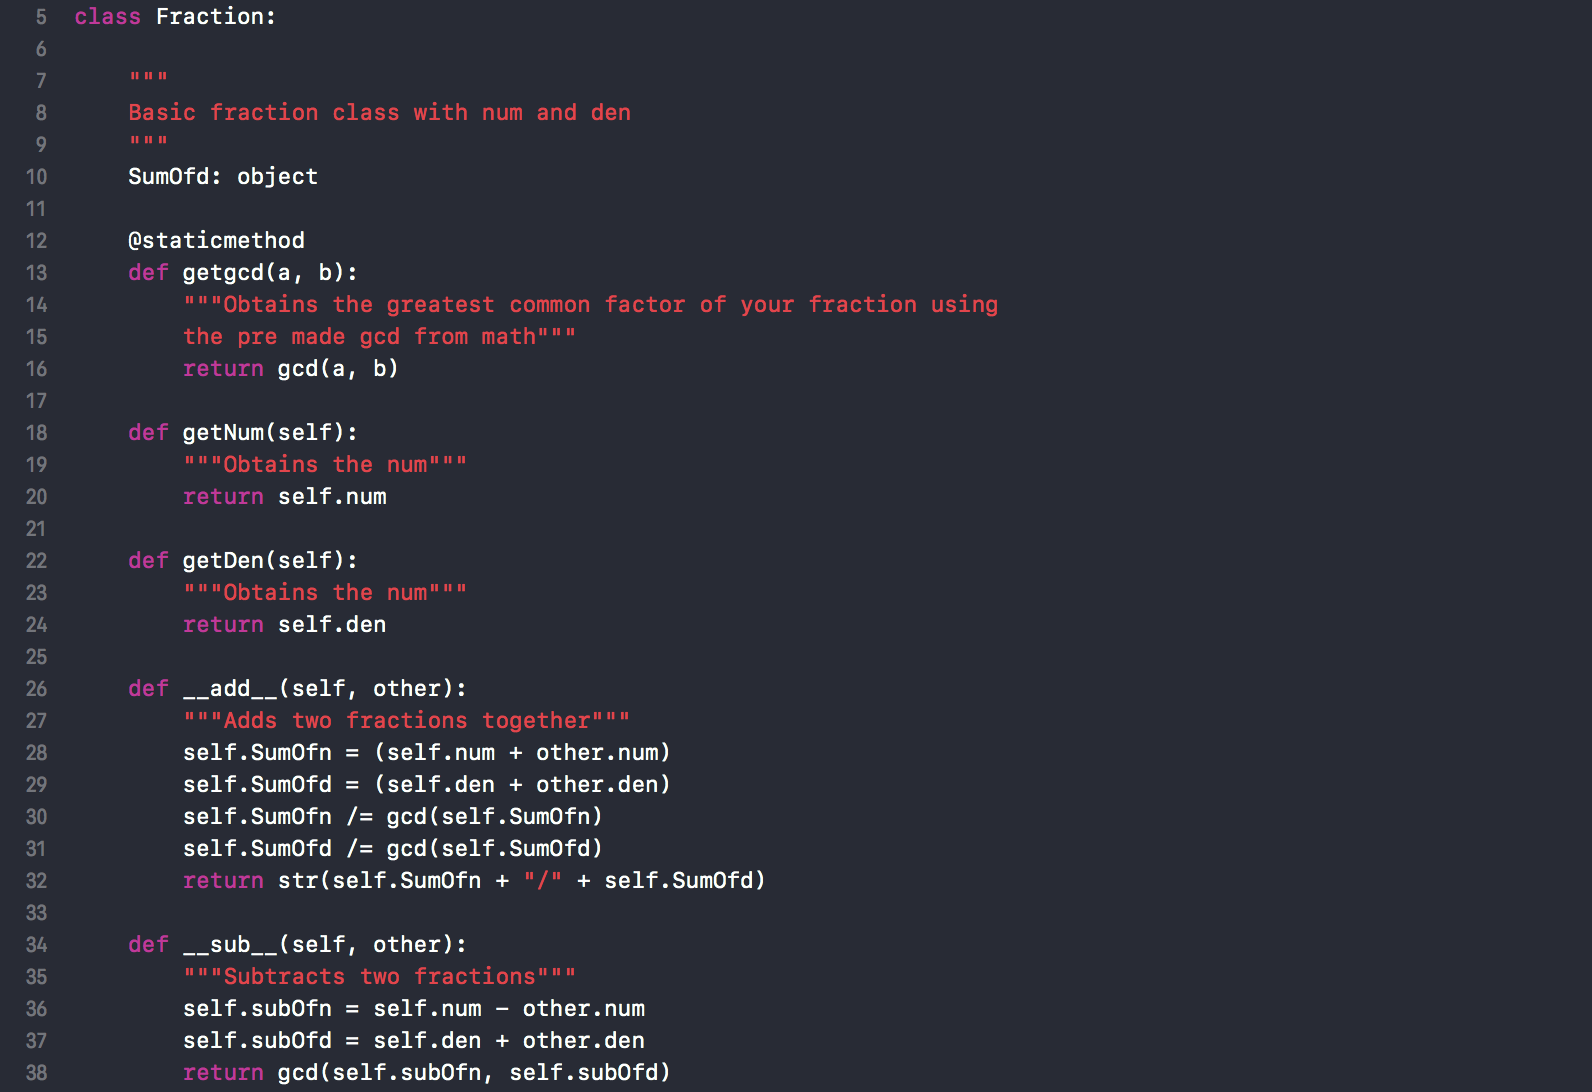 5 class Fraction:
6
7     """
8     Basic fraction class with num and den
9     """
10     SumOfd: object
11
12     @staticmethod
13     def getgcd(a, b):
14         """Obtains the greatest common factor of your fraction using
15         the pre made gcd from math"""
16         return gcd(a, b)
17
18     def getNum(self):
19         """Obtains the num"""
20         return self.num
21
22     def getDen(self):
23         """Obtains the num"""
24         return self.den
25
26     def __add__(self, other):
27         """Adds two fractions together"""
28         self.SumOfn = (self.num + other.num)
29         self.SumOfd = (self.den + other.den)
30         self.SumOfn /= gcd(self.SumOfn)
31         self.SumOfd /= gcd(self.SumOfd)
32         return str(self.SumOfn + "/" + self.SumOfd)
33
34     def __sub__(self, other):
35         """Subtracts two fractions"""
36         self.subOfn = self.num - other.num
37         self.subOfd = self.den + other.den
38         return gcd(self.subOfn, self.subOfd)